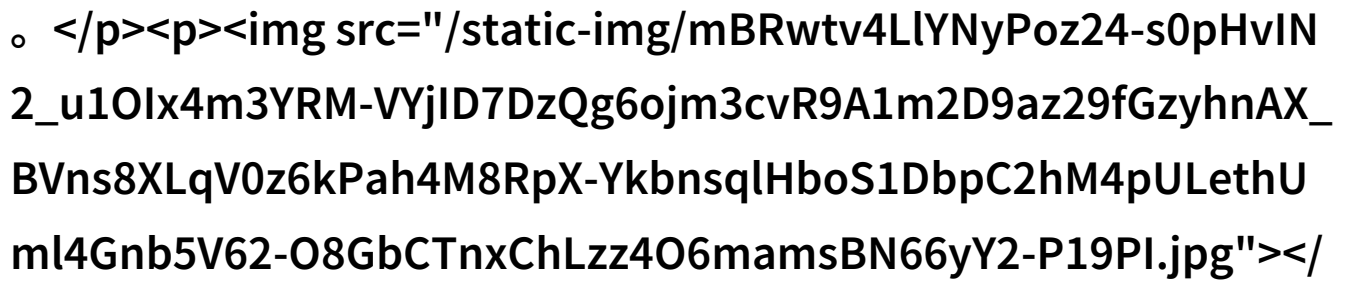 。</p><p><img src="/static-img/mBRwtv4LlYNyPoz24-s0pHvIN
2_u1OIx4m3YRM-VYjID7DzQg6ojm3cvR9A1m2D9az29fGzyhnAX_
BVns8XLqV0z6kPah4M8RpX-YkbnsqlHboS1DbpC2hM4pULethU
ml4Gnb5V62-O8GbCTnxChLzz4O6mamsBN66yY2-P19PI.jpg"></